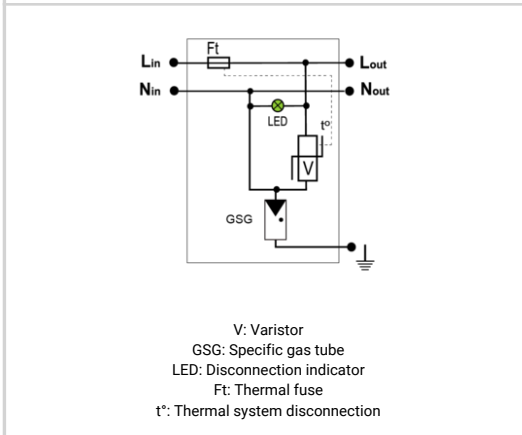 Ft
Lin Lout
Nin Nout
LED
t°
V
GSG
V: Varistor
GSG: Specific gas tube
LED: Disconnection indicator
Ft: Thermal fuse
t°: Thermal system disconnection